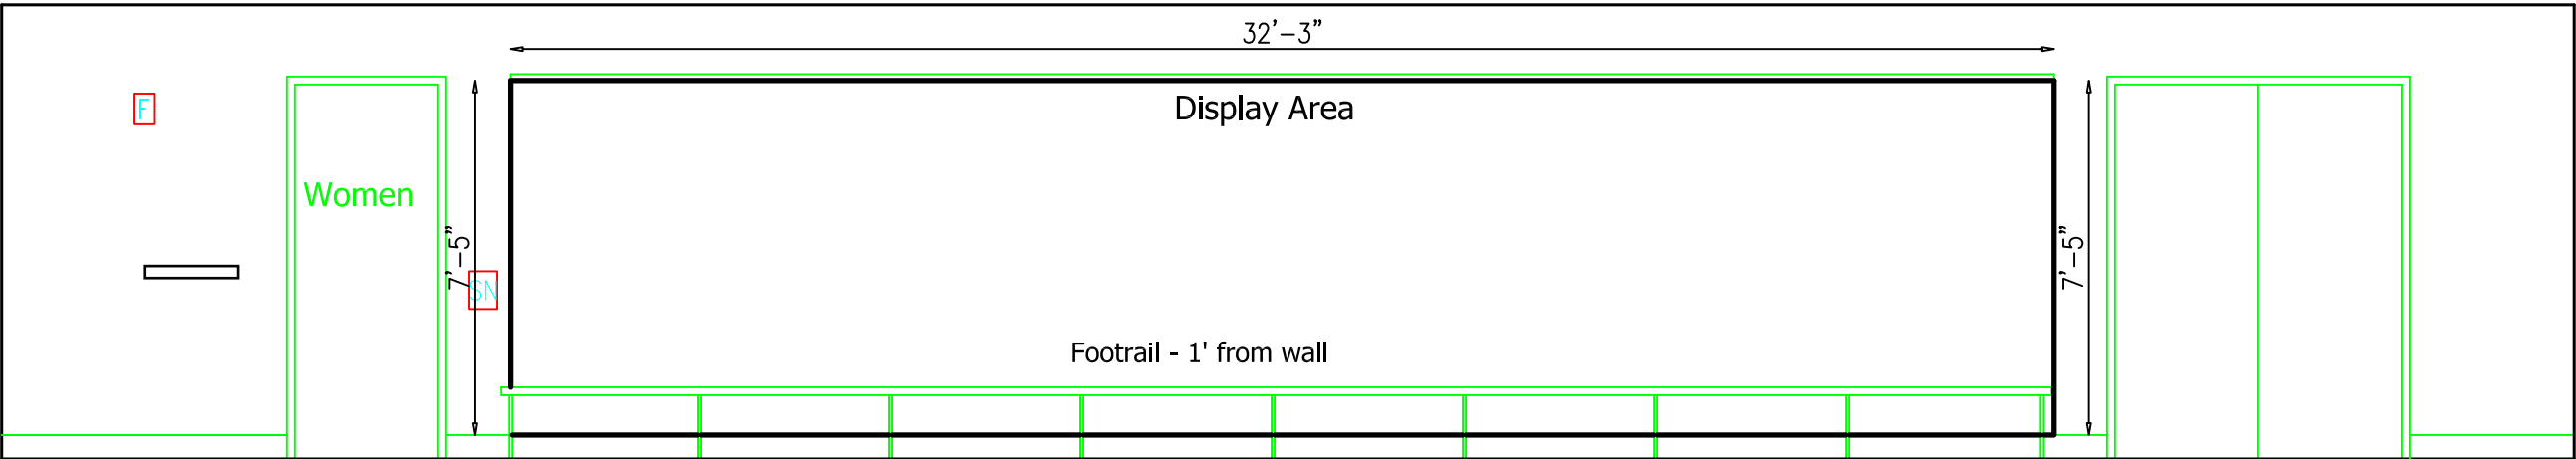 32’-3”
Display Area
F
Women
7’-5”
SN
7’-5”
Footrail - 1' from wall